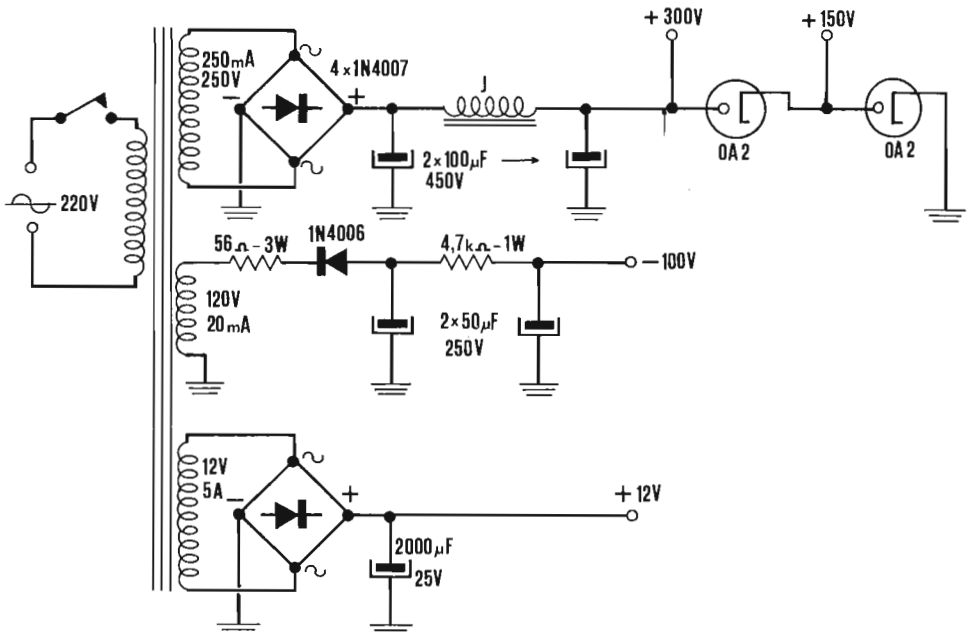 + 300V
+ 150V
250mA
250V
4 x 1N4007
−
+
J
2 × 100µF →
450V
0A2
0A2
220V
56Ω - 3W
1N4006
4,7kΩ - 1W
− 100V
120V
20mA
2 × 50µF
250V
12V
5A
−
+
+ 12V
2000µF
25V